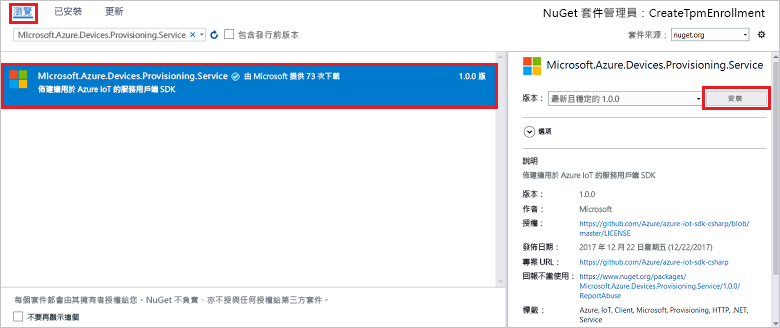 瀏覽 已安裝 更新
NuGet 套件管理員：CreateTpmEnrollment
Microsoft.Azure.Devices.Provisioning.Service
包含發行前版本
套件來源： nuget.org
Microsoft.Azure.Devices.Provisioning.Service 由 Microsoft 提供 73 次下載 1.0.0 版
佈建適用於 Azure IoT 的服務用戶端 SDK
每個套件都會由其擁有者授權給您。NuGet 不負責、亦不授與任何授權給第三方套件。
不要再顯示這個
Microsoft.Azure.Devices.Provisioning.Service
版本： 最新且穩定的 1.0.0 安裝
選項
說明
佈建適用於 Azure IoT 的服務用戶端 SDK
版本： 1.0.0
作者： Microsoft
授權： https://github.com/Azure/azure-iot-sdk-csharp/blob/
master/LICENSE
發佈日期： 2017 年 12 月 22 日星期五 (12/22/2017)
專案 URL： https://github.com/Azure/azure-iot-sdk-csharp
回報不當使用： https://www.nuget.org/packages/
Microsoft.Azure.Devices.Provisioning.Service/1.0.0/
ReportAbuse
標籤： Azure, IoT, Client, Microsoft, Provisioning, HTTP, .NET,
Service